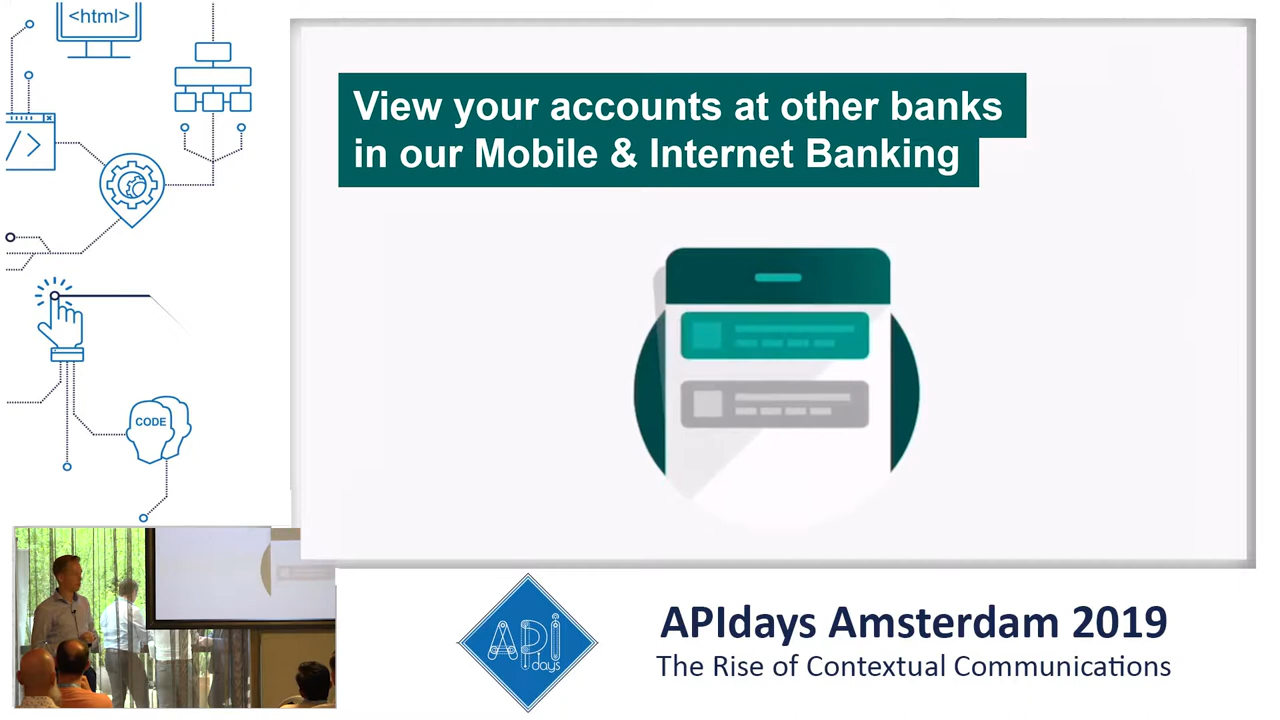 <html>
View your accounts at other banks
in our Mobile & Internet Banking
</>
CODE
API
days
APIdays Amsterdam 2019
The Rise of Contextual Communications